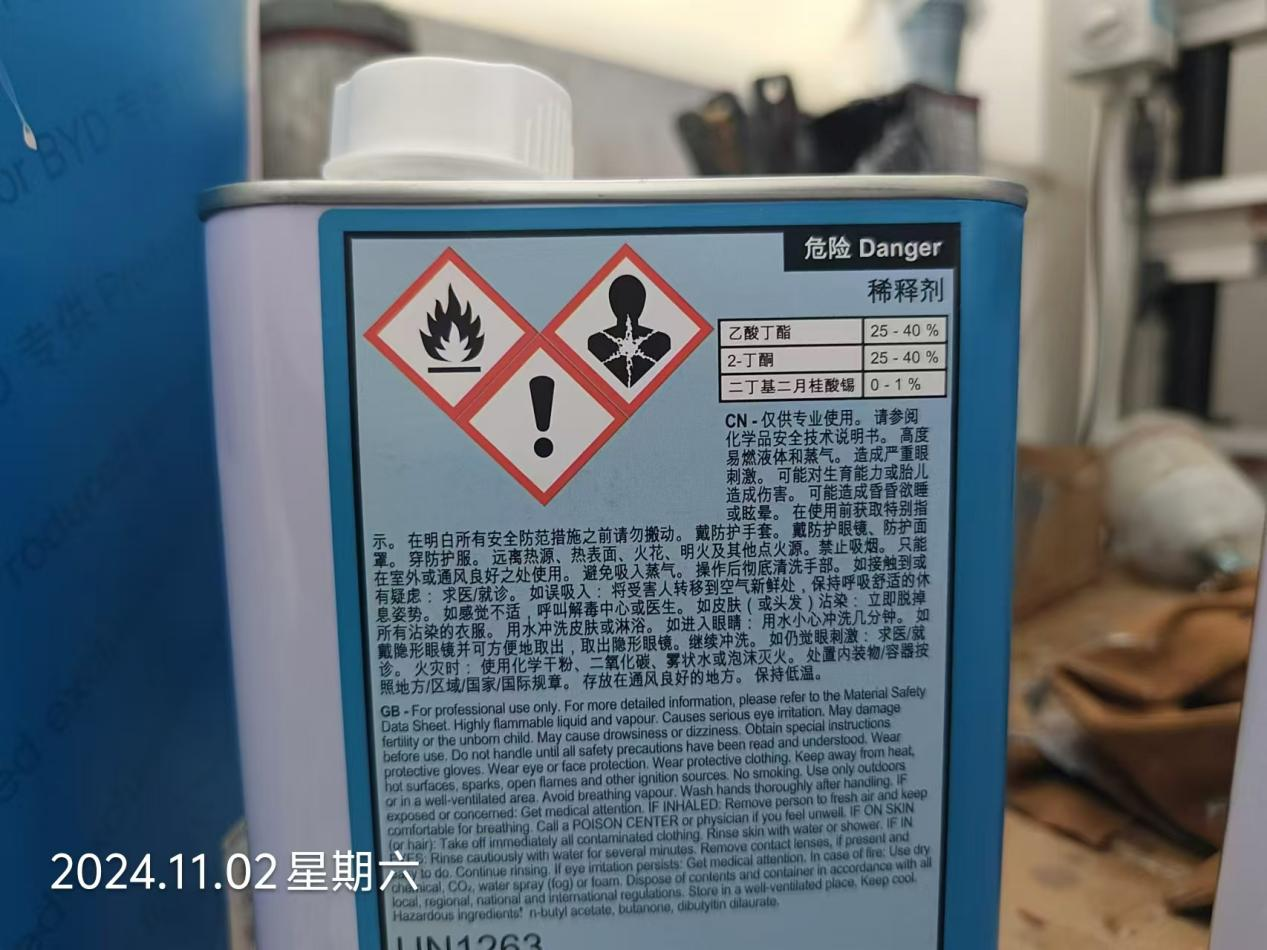 or BYD 专供
危险 Danger
稀释剂
乙酸丁酯 25 - 40 %
2-丁酮 25 - 40 %
二丁基二月桂酸锡 0 - 1 %
CN - 仅供专业使用。 请参阅
化学品安全技术说明书。 高度
易燃液体和蒸气。 造成严重眼
刺激。 可能对生育能力或胎儿
造成伤害。 可能造成昏昏欲睡
或眩晕。 在使用前获取特别指
示。 在明白所有安全防范措施之前请勿搬动。 戴防护手套。 戴防护眼镜、防护面
罩。 穿防护服。 远离热源、热表面、火花、明火及其他点火源。禁止吸烟。 只能
在室外或通风良好之处使用。 避免吸入蒸气。 操作后彻底清洗手部。 如接触到或
有疑虑： 求医/就诊。 如误吸入： 将受害人转移到空气新鲜处，保持呼吸舒适的休
息姿势。 如感觉不适，呼叫解毒中心或医生。 如皮肤（或头发）沾染： 立即脱掉
所有沾染的衣服。 用水冲洗皮肤或淋浴。 如进入眼睛： 用水小心冲洗几分钟。 如
戴隐形眼镜并可方便地取出，取出隐形眼镜。继续冲洗。 如仍觉眼刺激： 求医/就
诊。 火灾时： 使用化学干粉、二氧化碳、雾状水或泡沫灭火。 处置内装物/容器按
照地方/区域/国家/国际规章。 存放在通风良好的地方。 保持低温。
GB - For professional use only. For more detailed information, please refer to the Material Safety
Data Sheet. Highly flammable liquid and vapour. Causes serious eye irritation. May damage
fertility or the unborn child. May cause drowsiness or dizziness. Obtain special instructions
before use. Do not handle until all safety precautions have been read and understood. Wear
protective gloves. Wear eye or face protection. Wear protective clothing. Keep away from heat,
hot surfaces, sparks, open flames and other ignition sources. No smoking. Use only outdoors
or in a well-ventilated area. Avoid breathing vapour. Wash hands thoroughly after handling. IF
exposed or concerned: Get medical attention. IF INHALED: Remove person to fresh air and keep
comfortable for breathing. Call a POISON CENTER or physician if you feel unwell. IF ON SKIN
(or hair): Take off immediately all contaminated clothing. Rinse skin with water or shower. IF IN
Rinse cautiously with water for several minutes. Remove contact lenses, if present and
to do. Continue rinsing. If eye irritation persists: Get medical attention. In case of fire: Use dry
chemical, CO₂, water spray (fog) or foam. Dispose of contents and container in accordance with all
local, regional, national and international regulations. Store in a well-ventilated place. Keep cool.
Hazardous ingredients: n-butyl acetate, butanone, dibutyltin dilaurate.
UN1263
2024.11.02 星期六